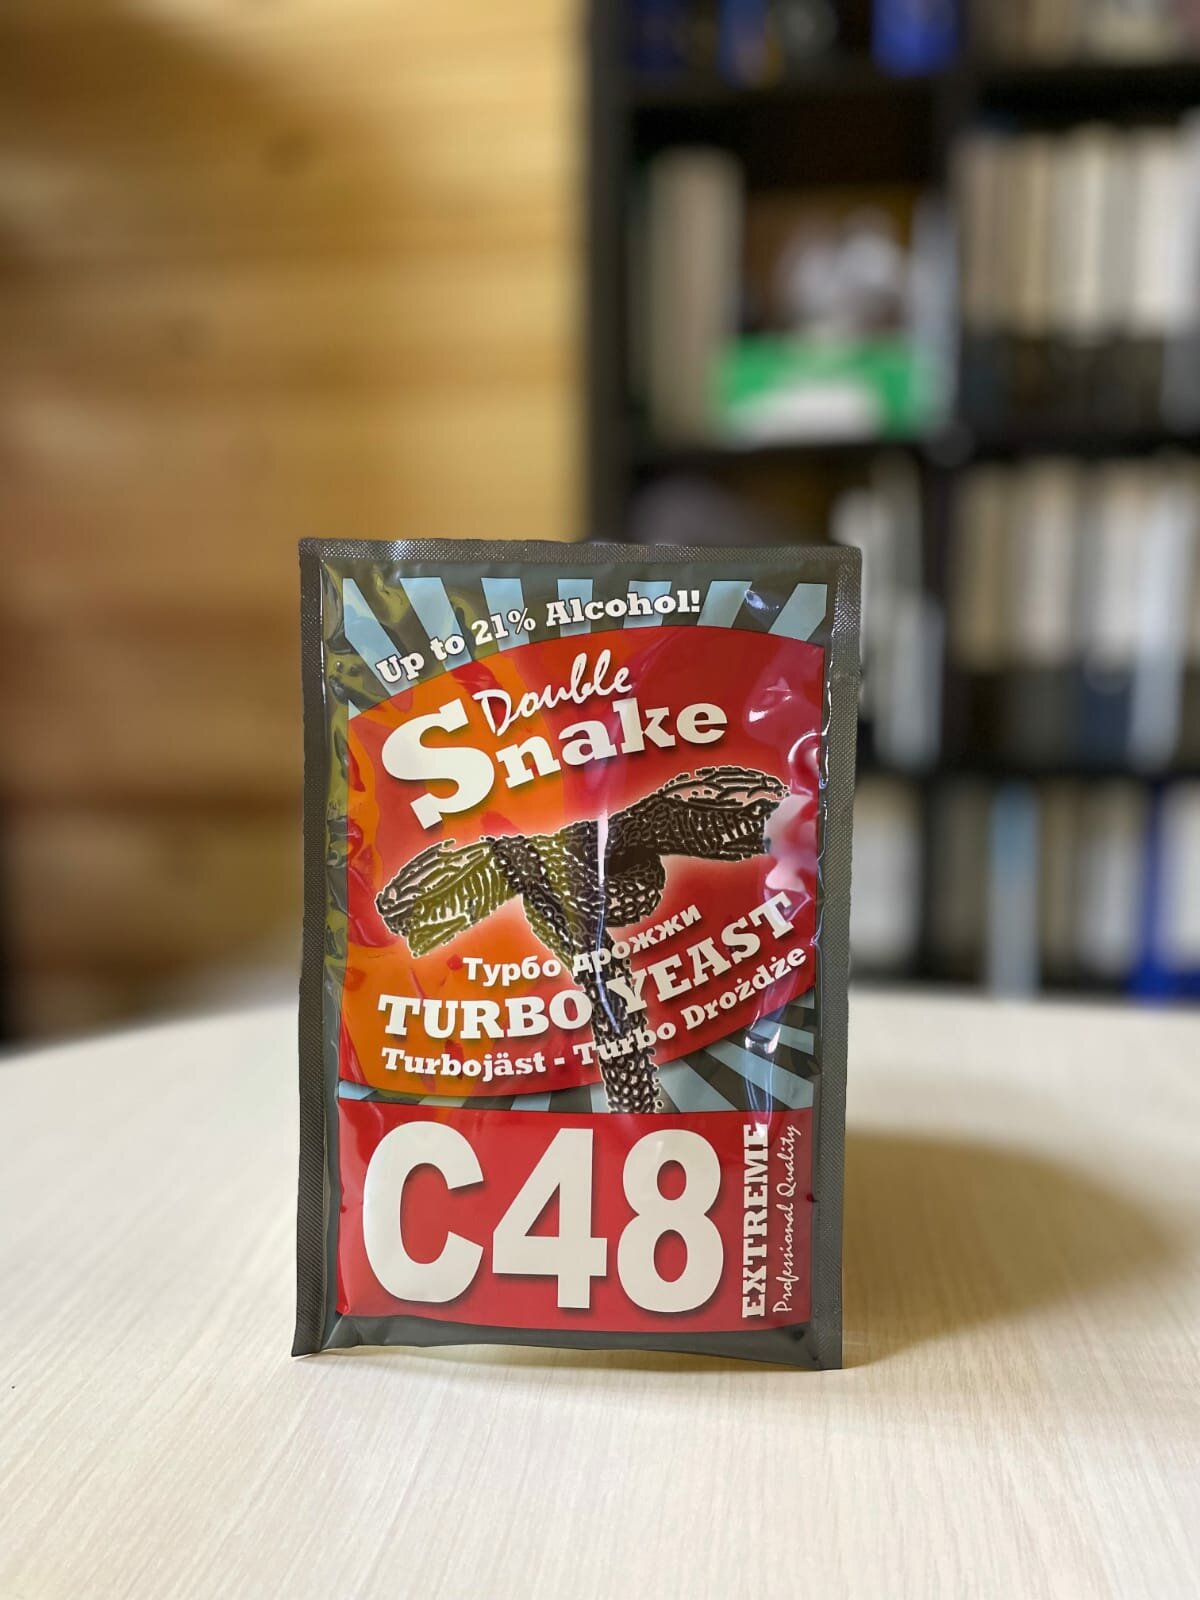 Up to 21% Alcohol!
Double
Snake
Турбо дрожжи
TURBO YEAST
Turbojäst - Turbo Drożdże
C48
EXTREME
Professional Quality